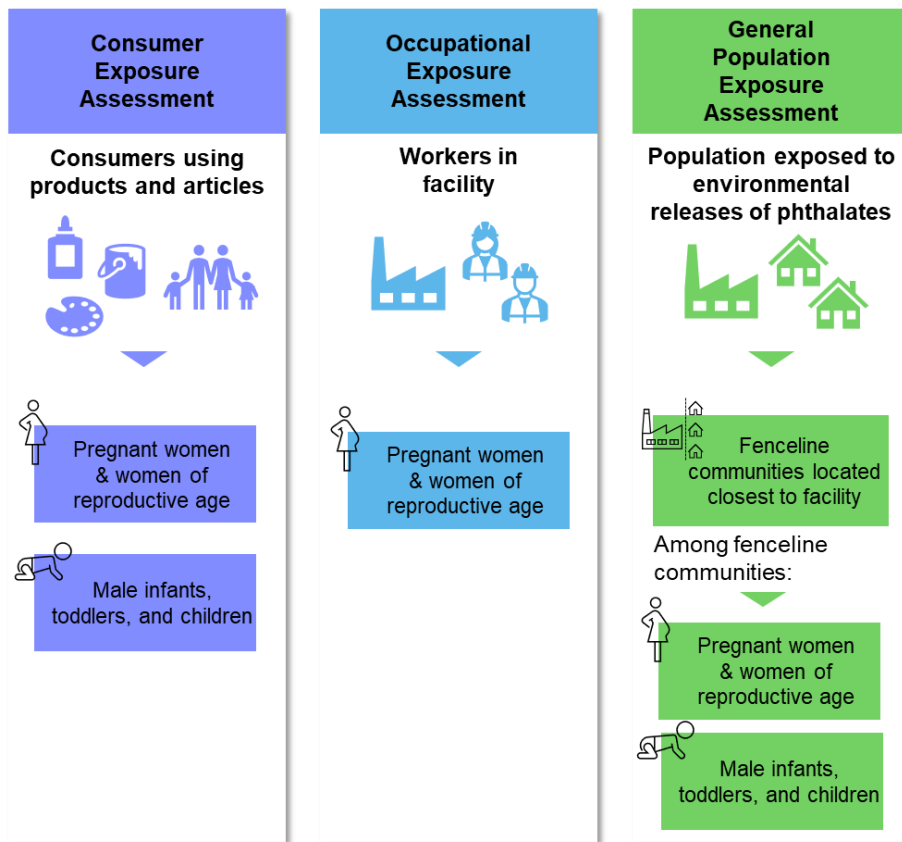 Consumer
Exposure
Assessment
Consumers using
products and articles
Pregnant women
& women of
reproductive age
Male infants,
toddlers, and children
Occupational
Exposure
Assessment
Workers in
facility
Pregnant women
& women of
reproductive age
General
Population
Exposure
Assessment
Population exposed to
environmental
releases of phthalates
Fenceline
communities located
closest to facility
Among fenceline
communities:
Pregnant women
& women of
reproductive age
Male infants,
toddlers, and children